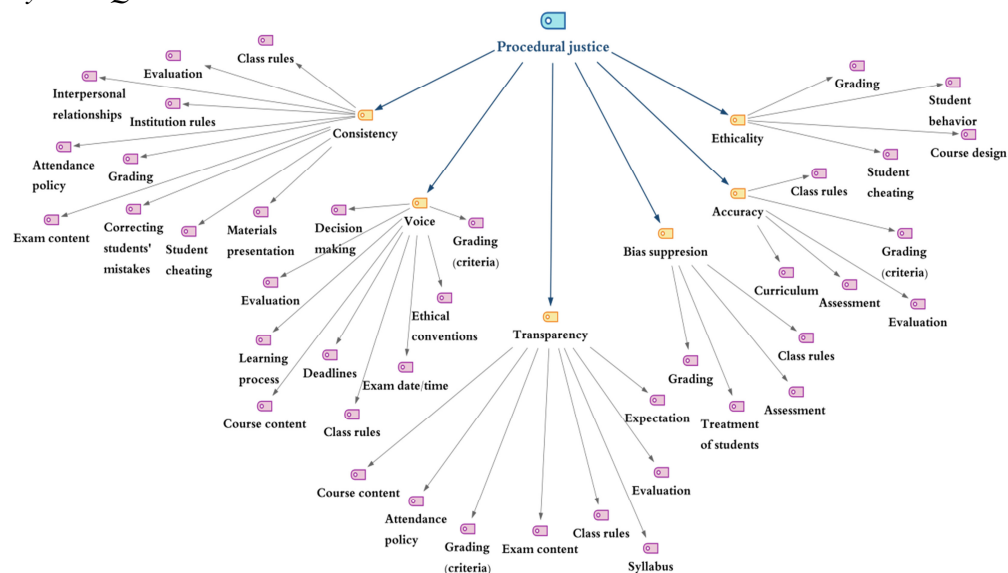 Procedural justice
Class rules
Evaluation
Interpersonal
relationships
Institution rules
Consistency
Attendance
policy
Grading
Exam content
Correcting
students'
mistakes
Student
cheating
Materials
presentation
Voice
Decision
making
Grading
(criteria)
Evaluation
Ethical
conventions
Learning
process
Deadlines
Exam date/time
Course content
Class rules
Transparency
Course content
Attendance
policy
Grading
(criteria)
Exam content
Class rules
Syllabus
Evaluation
Expectation
Bias suppresion
Grading
Treatment
of students
Assessment
Class rules
Accuracy
Class rules
Grading
(criteria)
Curriculum
Assessment
Evaluation
Ethicality
Grading
Student
behavior
Course design
Student
cheating